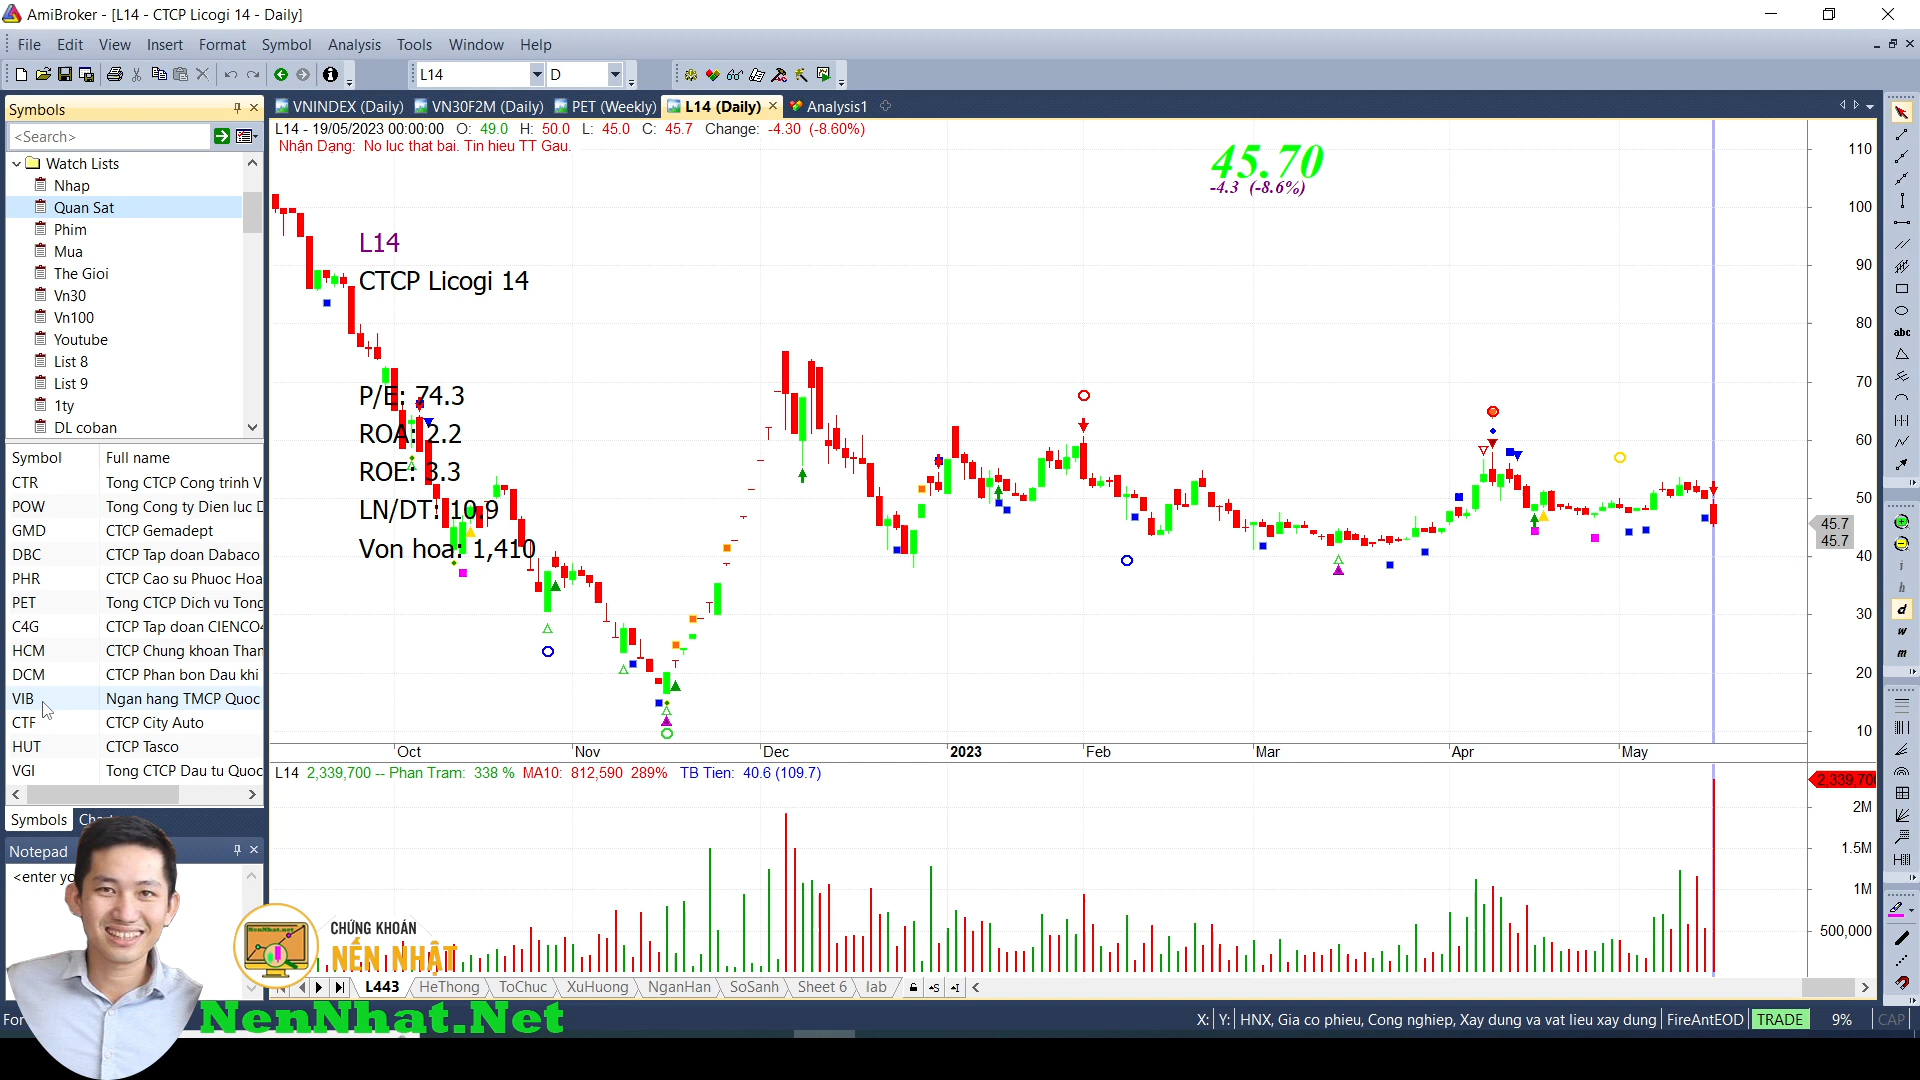 AmiBroker - [L14 - CTCP Licogi 14 - Daily]
File Edit View Insert Format Symbol Analysis Tools Window Help
L14 D
Symbols
<Search>
Watch Lists
Nhap
Quan Sat
Phim
Mua
The Gioi
Vn30
Vn100
Youtube
List 8
List 9
1ty
DL coban
Symbol Full name
CTR Tong CTCP Cong trinh V
POW Tong Cong ty Dien luc D
GMD CTCP Gemadept
DBC CTCP Tap doan Dabaco
PHR CTCP Cao su Phuoc Hoa
PET Tong CTCP Dich vu Tong
C4G CTCP Tap doan CIENCO4
HCM CTCP Chung khoan Than
DCM CTCP Phan bon Dau khi
VIB Ngan hang TMCP Quoc
CTF CTCP City Auto
HUT CTCP Tasco
VGI Tong CTCP Dau tu Quoc
Symbols
Notepad
<enter yo
VNINDEX (Daily) VN30F2M (Daily) PET (Weekly) L14 (Daily) Analysis1
L14 - 19/05/2023 00:00:00 O: 49.0 H: 50.0 L: 45.0 C: 45.7 Change: -4.30 (-8.60%)
Nhận Dạng: No luc that bai. Tin hieu TT Gau.
45.70
-4.3 (-8.6%)
L14
CTCP Licogi 14
P/E: 74.3
ROA: 2.2
ROE: 3.3
LN/DT: 10.9
Von hoa: 1,410
110
100
90
80
70
60
50
45.7
45.7
40
30
20
10
Oct Nov Dec 2023 Feb Mar Apr May
L14 2,339,700 -- Phan Tram: 338 % MA10: 812,590 289% TB Tien: 40.6 (109.7)
2,339,700
2M
1.5M
1M
500,000
L443 HeThong ToChuc XuHuong NganHan SoSanh Sheet 6 lab
X: Y: HNX, Gia co phieu, Cong nghiep, Xay dung va vat lieu xay dung FireAntEOD TRADE 9% CAP
abc
i
h
d
w
m
CHỨNG KHOÁN
NẾN NHẬT
NenNhat.net
NenNhat.Net